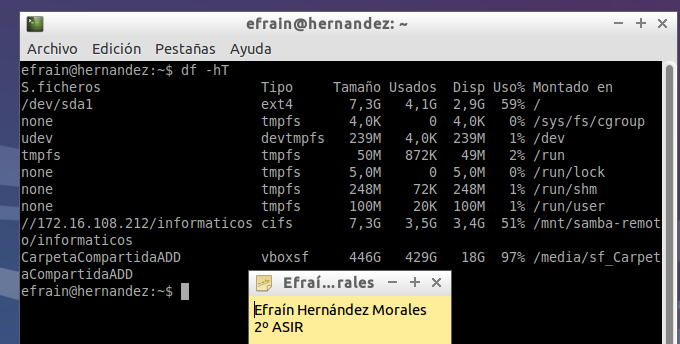 efrain@hernandez: ~
Archivo Edición Pestañas Ayuda
efrain@hernandez:~$ df -hT
S.ficheros Tipo Tamaño Usados Disp Uso% Montado en
/dev/sda1 ext4 7,3G 4,1G 2,9G 59% /
none tmpfs 4,0K 0 4,0K 0% /sys/fs/cgroup
udev devtmpfs 239M 4,0K 239M 1% /dev
tmpfs tmpfs 50M 872K 49M 2% /run
none tmpfs 5,0M 0 5,0M 0% /run/lock
none tmpfs 248M 72K 248M 1% /run/shm
none tmpfs 100M 20K 100M 1% /run/user
//172.16.108.212/informaticos cifs 7,3G 3,5G 3,4G 51% /mnt/samba-remot
o/informaticos
CarpetaCompartidaADD vboxsf 446G 429G 18G 97% /media/sf_Carpet
aCompartidaADD
efrain@hernandez:~$
Efraí...rales
Efraín Hernández Morales
2º ASIR